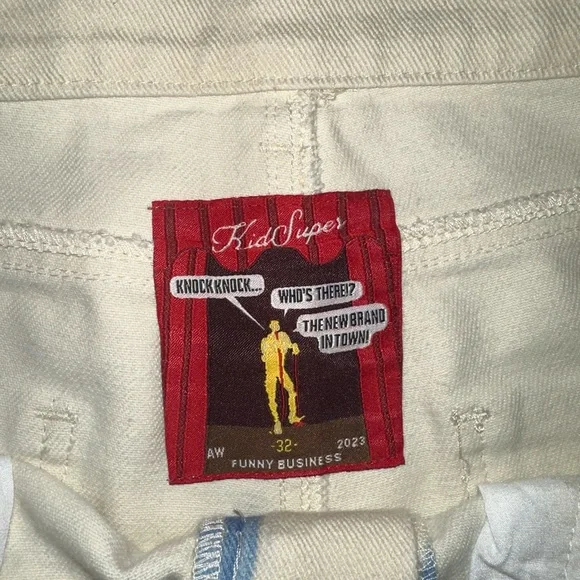 KidSuper
KNOCK KNOCK...
WHO'S THERE!?
THE NEW BRAND
IN TOWN!
-32-
AW 2023
FUNNY BUSINESS